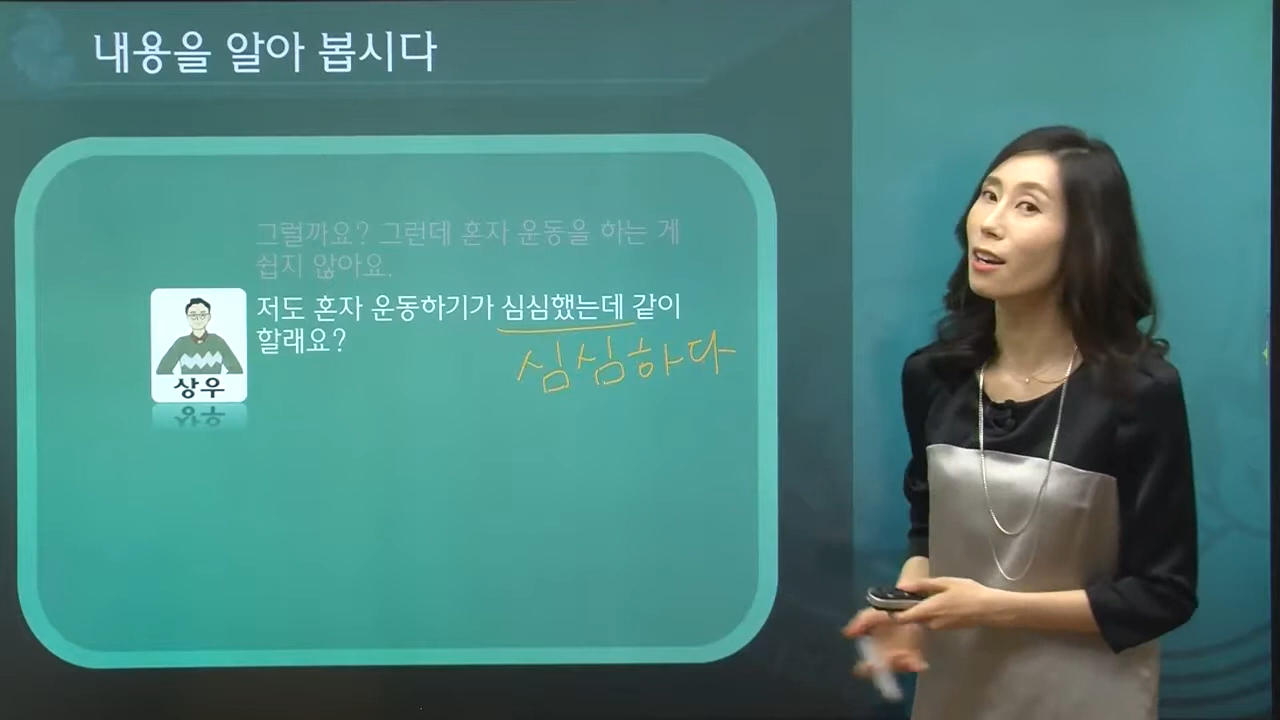 내용을 알아 봅시다
그럴까요? 그런데 혼자 운동을 하는 게
쉽지 않아요.
저도 혼자 운동하기가 심심했는데 같이
할래요?
심심하다
상우